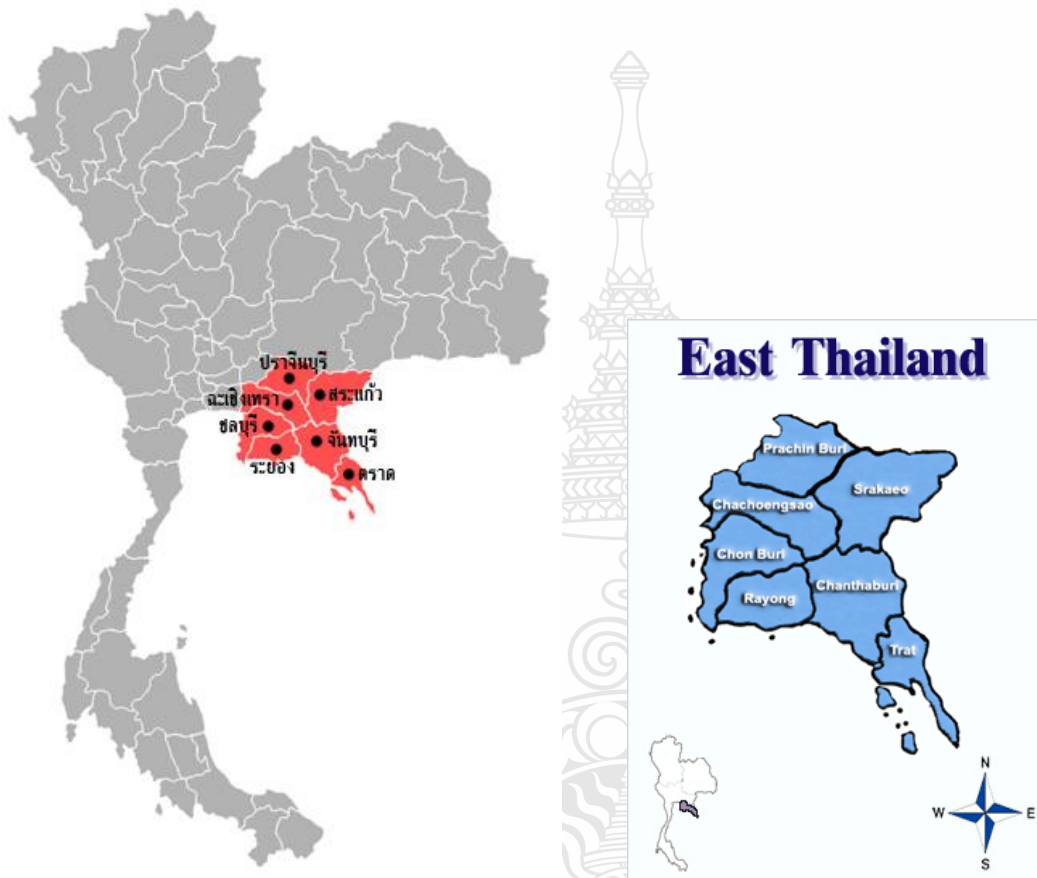 ปราจีนบุรี
สระแก้ว
ฉะเชิงเทรา
ชลบุรี
จันทบุรี
ระยอง
ตราด
East Thailand
Prachin Buri
Srakaeo
Chachoengsao
Chon Buri
Chanthaburi
Rayong
Trat
N
W
E
S